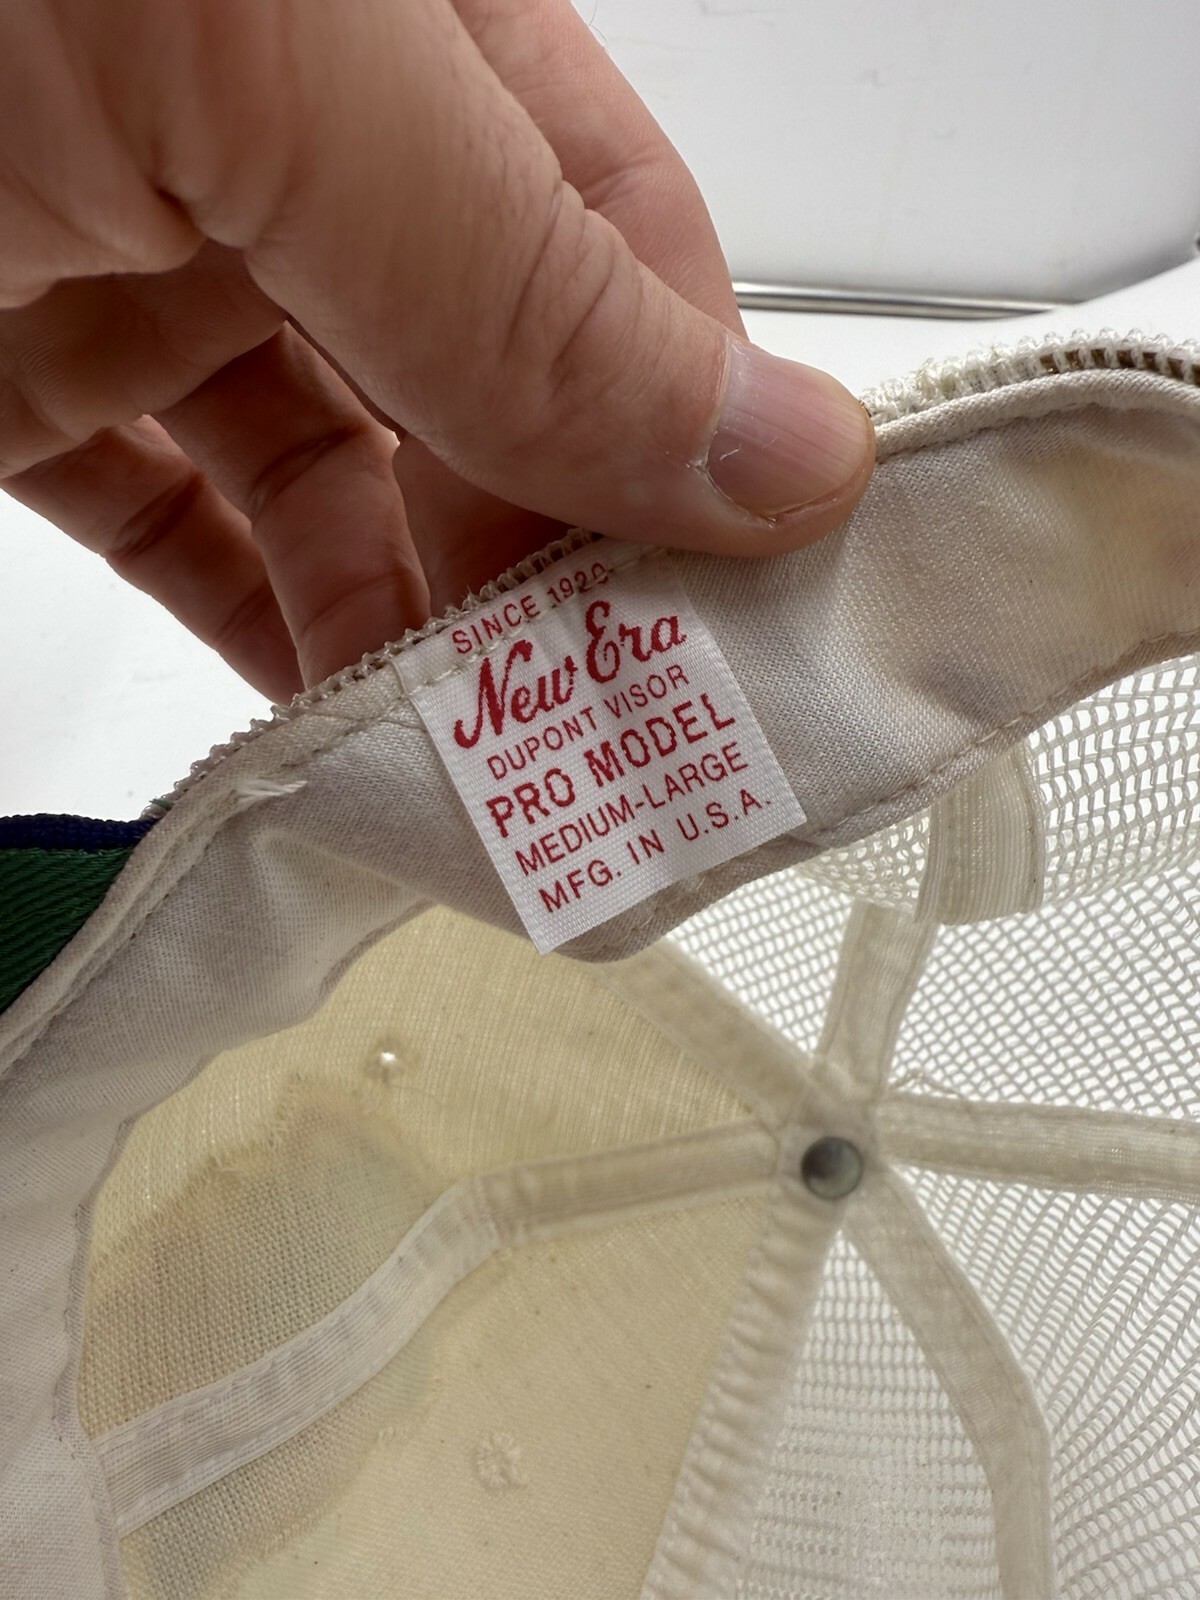 SINCE 1920
New Era
DUPONT VISOR
PRO MODEL
MEDIUM-LARGE
MFG. IN U.S.A.